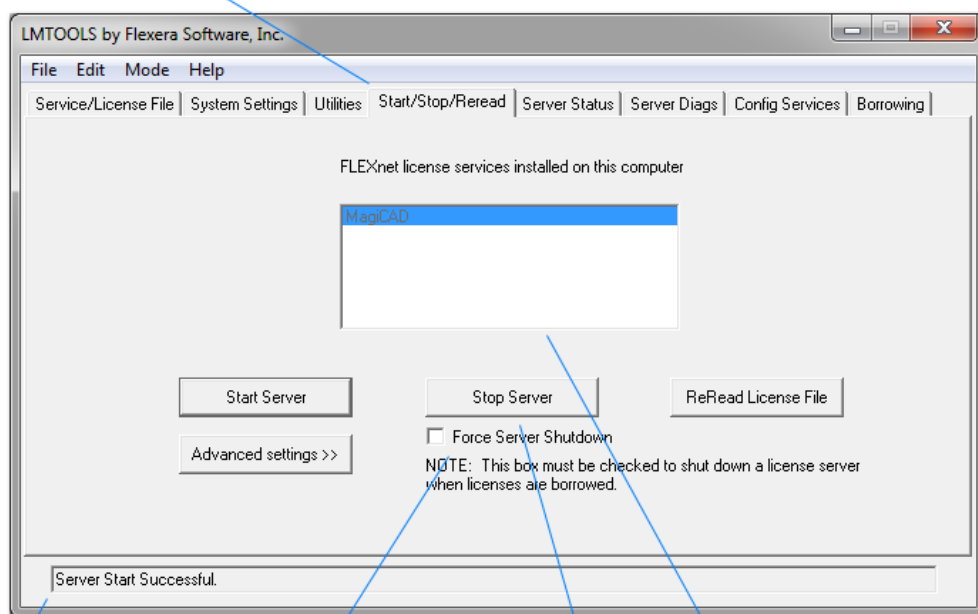 LMTOOLS by Flexera Software, Inc.
File Edit Mode Help
Service/License File System Settings Utilities Start/Stop/Reread Server Status Server Diags Config Services Borrowing
FLEXnet license services installed on this computer
MagiCAD
Start Server Stop Server ReRead License File
Force Server Shutdown
Advanced settings >>
NOTE: This box must be checked to shut down a license server
when licenses are borrowed.
Server Start Successful.